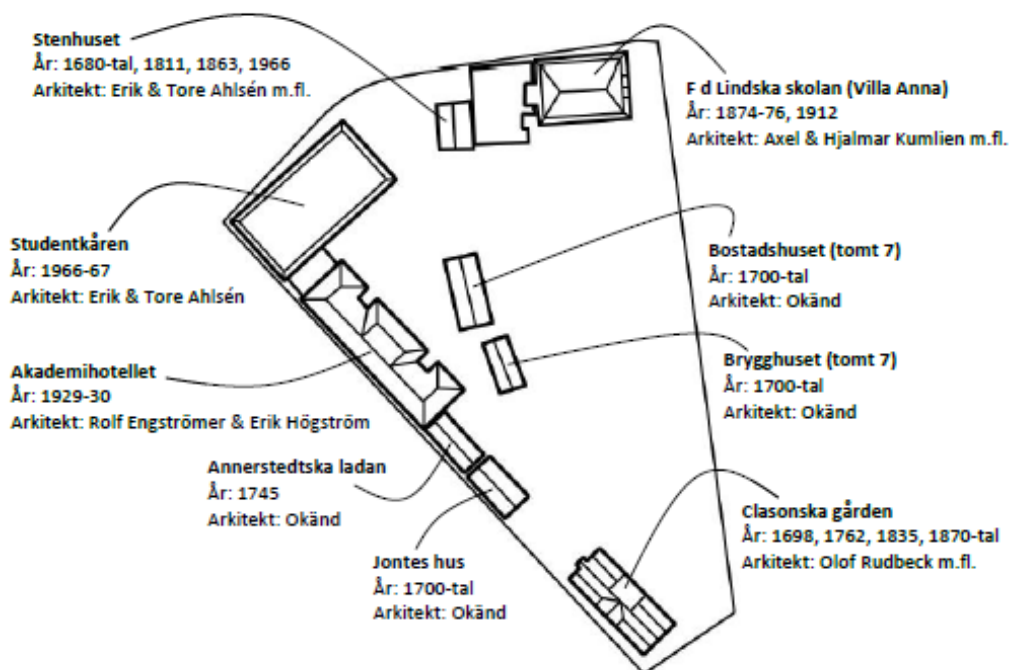 Stenhuset
År: 1680-tal, 1811, 1863, 1966
Arkitekt: Erik & Tore Ahlsén m.fl.
F d Lindska skolan (Villa Anna)
År: 1874-76, 1912
Arkitekt: Axel & Hjalmar Kumlien m.fl.
Studentkåren
År: 1966-67
Arkitekt: Erik & Tore Ahlsén
Bostadshuset (tomt 7)
År: 1700-tal
Arkitekt: Okänd
Akademihotellet
År: 1929-30
Arkitekt: Rolf Engströmer & Erik Högström
Brygghuset (tomt 7)
År: 1700-tal
Arkitekt: Okänd
Annerstedtska ladan
År: 1745
Arkitekt: Okänd
Clasonska gården
År: 1698, 1762, 1835, 1870-tal
Arkitekt: Olof Rudbeck m.fl.
Jontes hus
År: 1700-tal
Arkitekt: Okänd